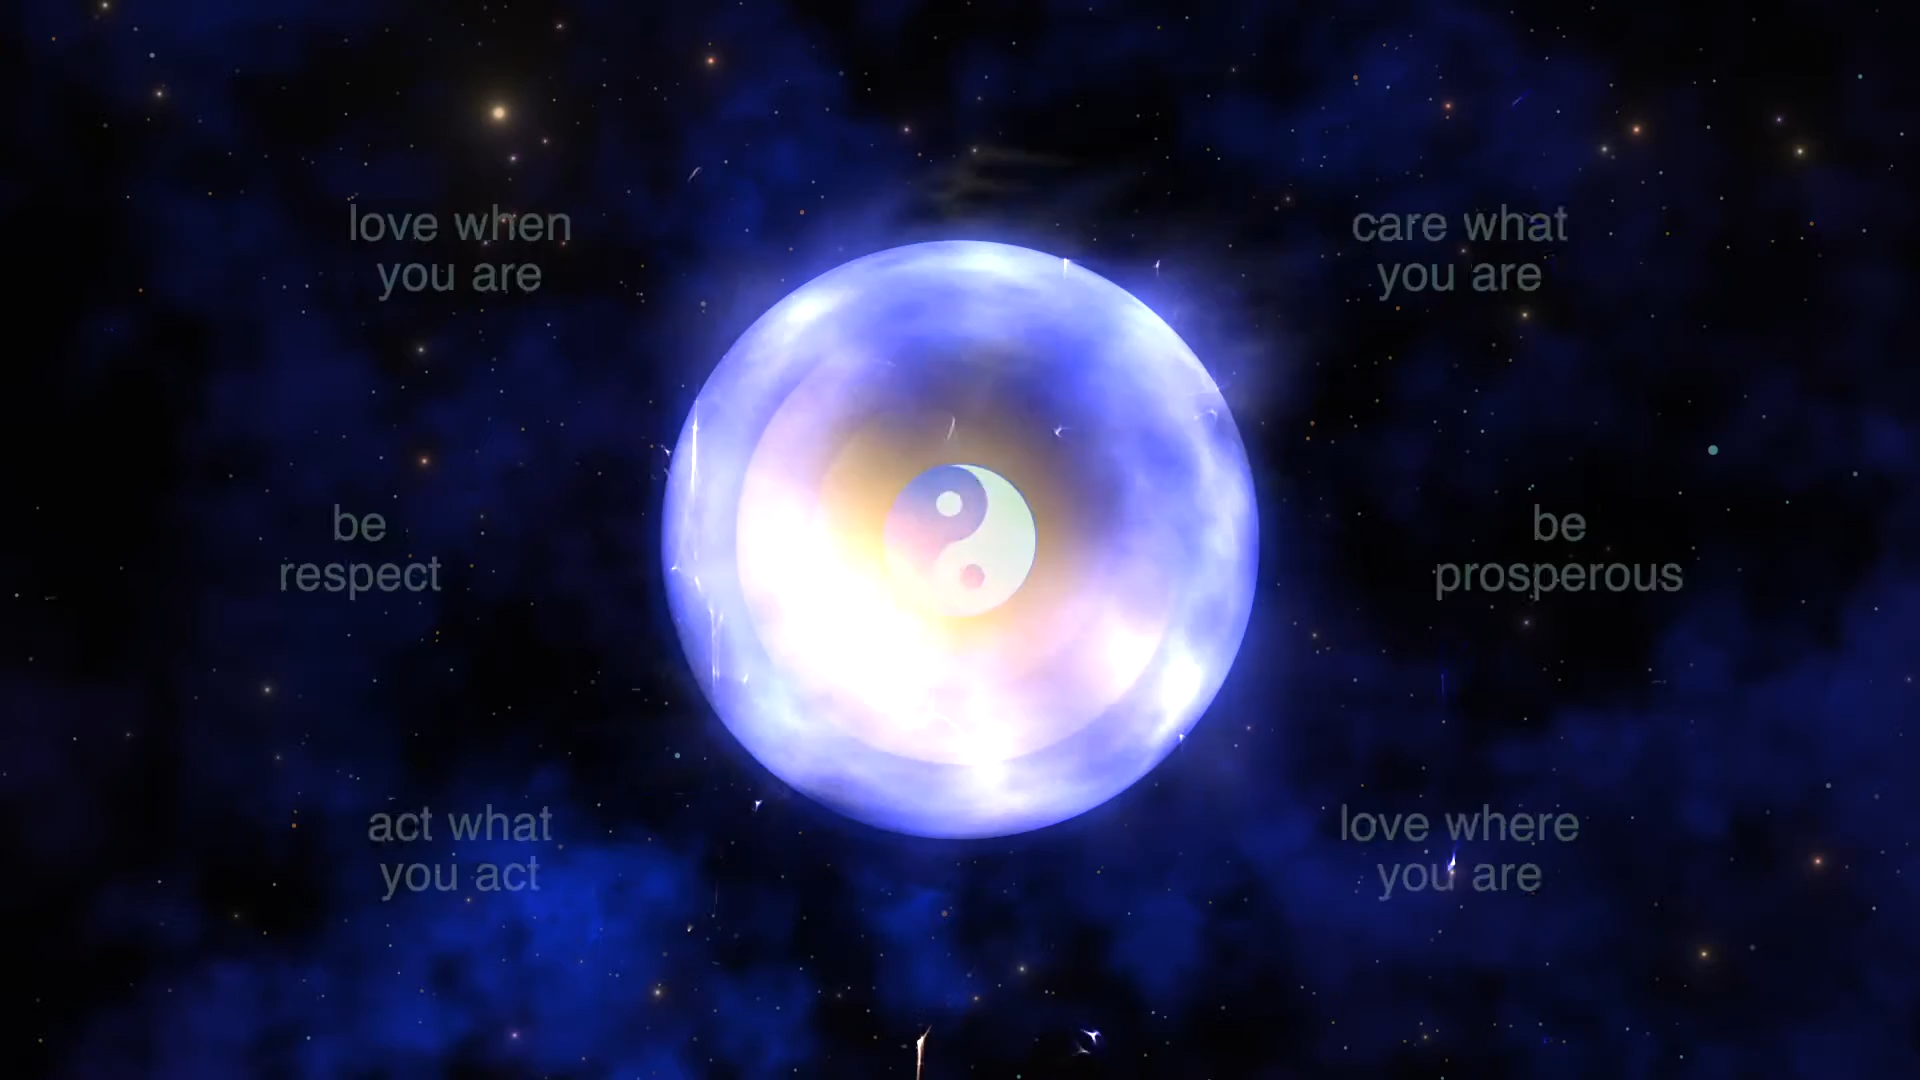 love when
you are
care what
you are
be
respect
be
prosperous
act what
you act
love where
you are